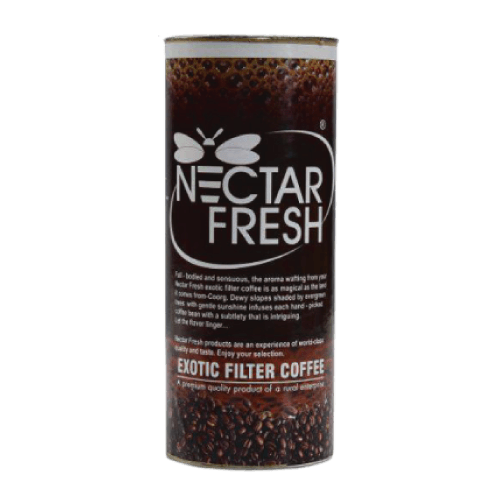 ®
NECTAR
FRESH
Full - bodied and sensuous, the aroma wafting from your
Nectar Fresh exotic filter coffee is as magical as the land
it comes from-Coorg. Dewy slopes shaded by evergreen
trees with gentle sunshine infuses each hand - picked
coffee bean with a subtlety that is intriguing.
Let the flavor linger...
Nectar Fresh products are an experience of world-class
quality and taste. Enjoy your selection.
EXOTIC FILTER COFFEE
A premium quality product of a rural enterprise